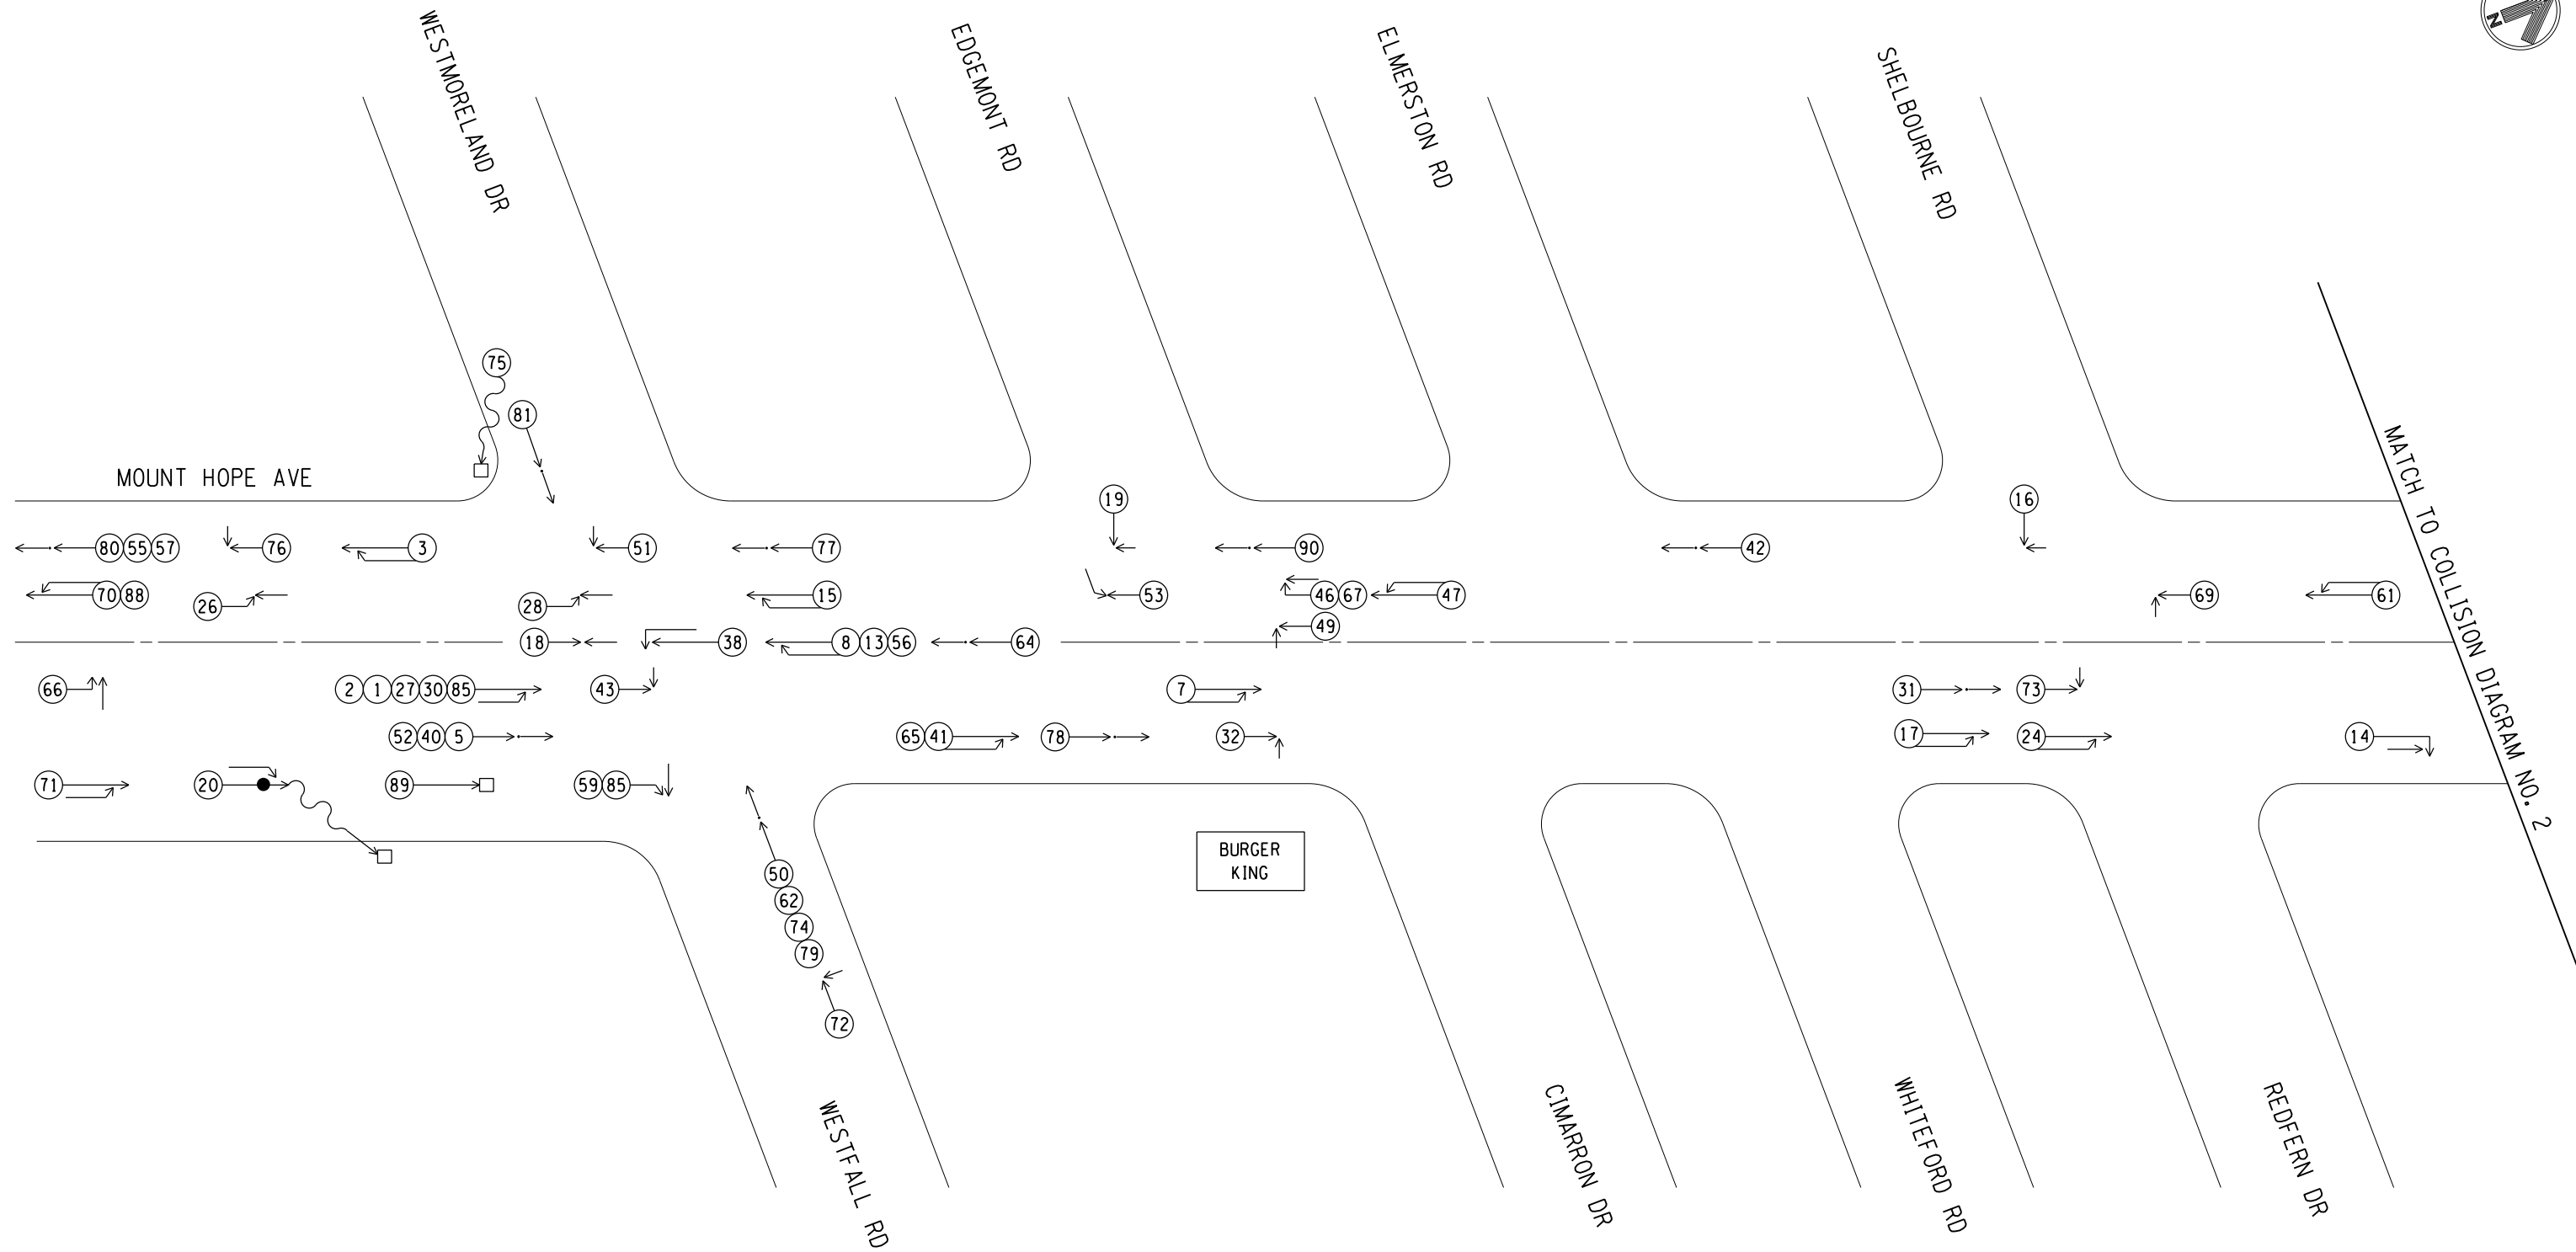 N
WESTMORELAND DR
EDGEMONT RD
ELMERSTON RD
SHELBOURNE RD
75
81
MOUNT HOPE AVE
MATCH TO COLLISION DIAGRAM NO. 2
19
16
80 55 57
76
3
51
77
90
42
70 88
26
28
15
53
46 67
47
69
61
49
18
38
8 13 56
64
66
2 1 27 30 85
43
7
31
73
52 40 5
65 41
78
32
17
24
14
71
20
89
59 85
BURGER
KING
50
62
74
79
72
WESTFALL RD
CIMARRON DR
WHITEFORD RD
REDFERN DR